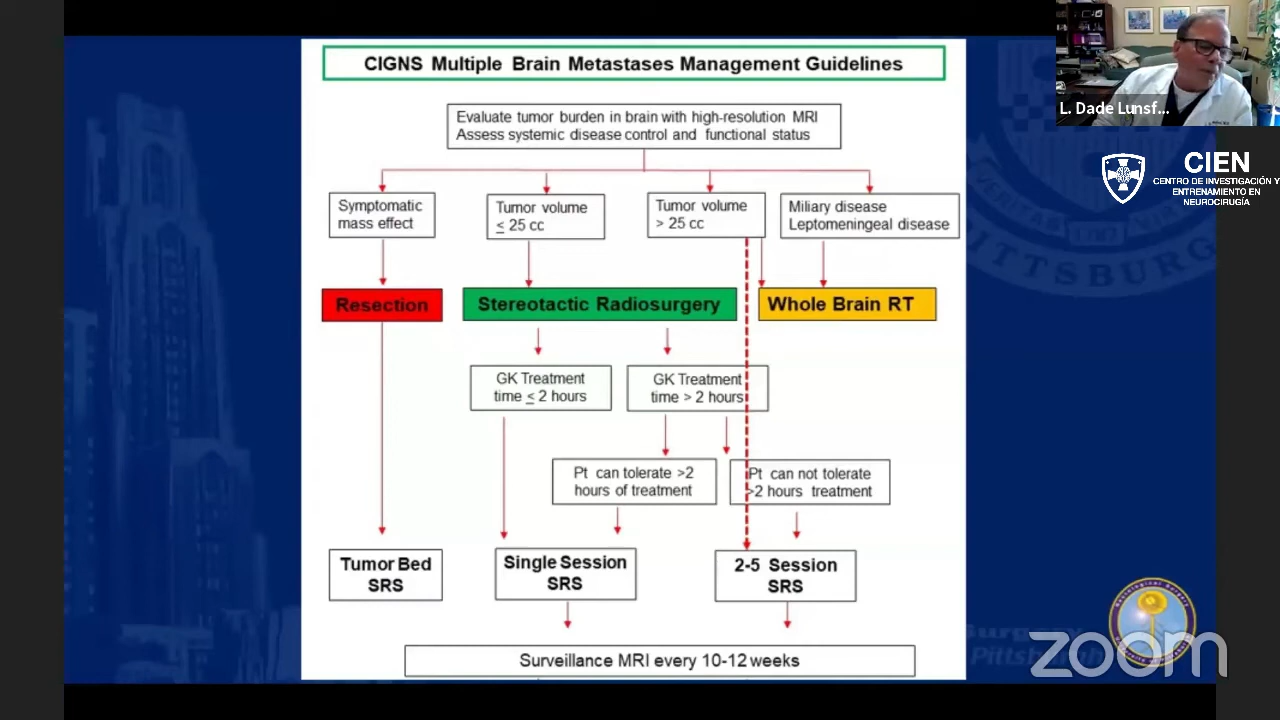 CIGNS Multiple Brain Metastases Management Guidelines
Evaluate tumor burden in brain with high-resolution MRI
Assess systemic disease control and functional status
Symptomatic
mass effect
Tumor volume
≤ 25 cc
Tumor volume
> 25 cc
Miliary disease
Leptomeningeal disease
Resection
Stereotactic Radiosurgery
Whole Brain RT
GK Treatment
time ≤ 2 hours
GK Treatment
time > 2 hours
Pt can tolerate >2
hours of treatment
Pt can not tolerate
>2 hours treatment
Tumor Bed
SRS
Single Session
SRS
2-5 Session
SRS
Surveillance MRI every 10-12 weeks
L. Dade Lunsf...
CIEN
CENTRO DE INVESTIGACIÓN Y
ENTRENAMIENTO EN
NEUROCIRUGÍA
zoom